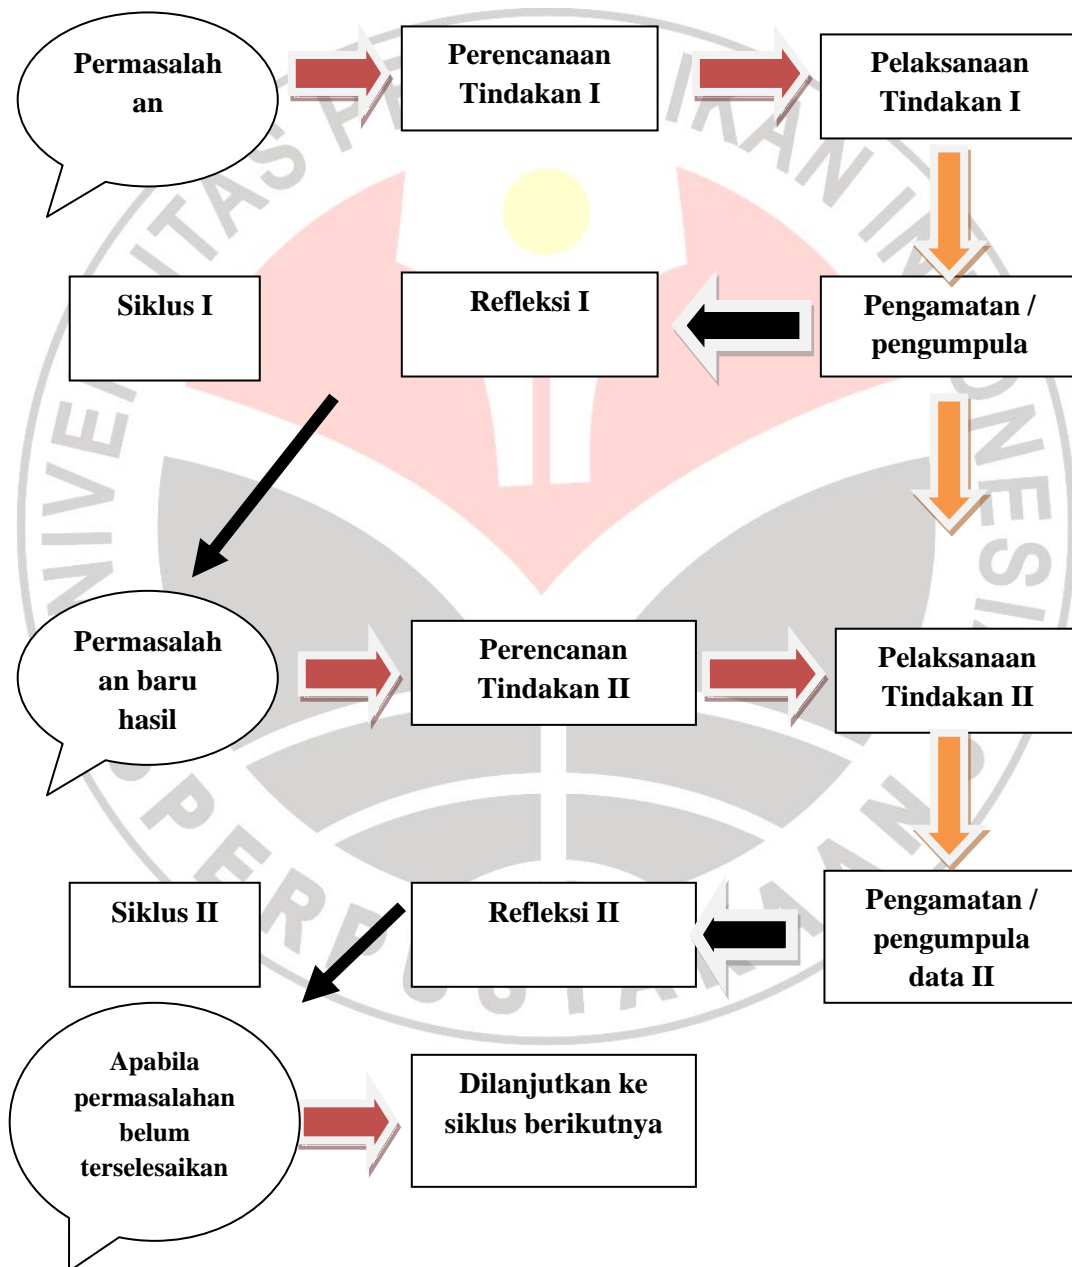 Permasalah
an
Perencanaan
Tindakan I
Pelaksanaan
Tindakan I
Siklus I
Refleksi I
Pengamatan /
pengumpula
Permasalah
an baru
hasil
Perencanan
Tindakan II
Pelaksanaan
Tindakan II
Siklus II
Refleksi II
Pengamatan /
pengumpula
data II
Apabila
permasalahan
belum
terselesaikan
Dilanjutkan ke
siklus berikutnya
PERPUSTAKAAN